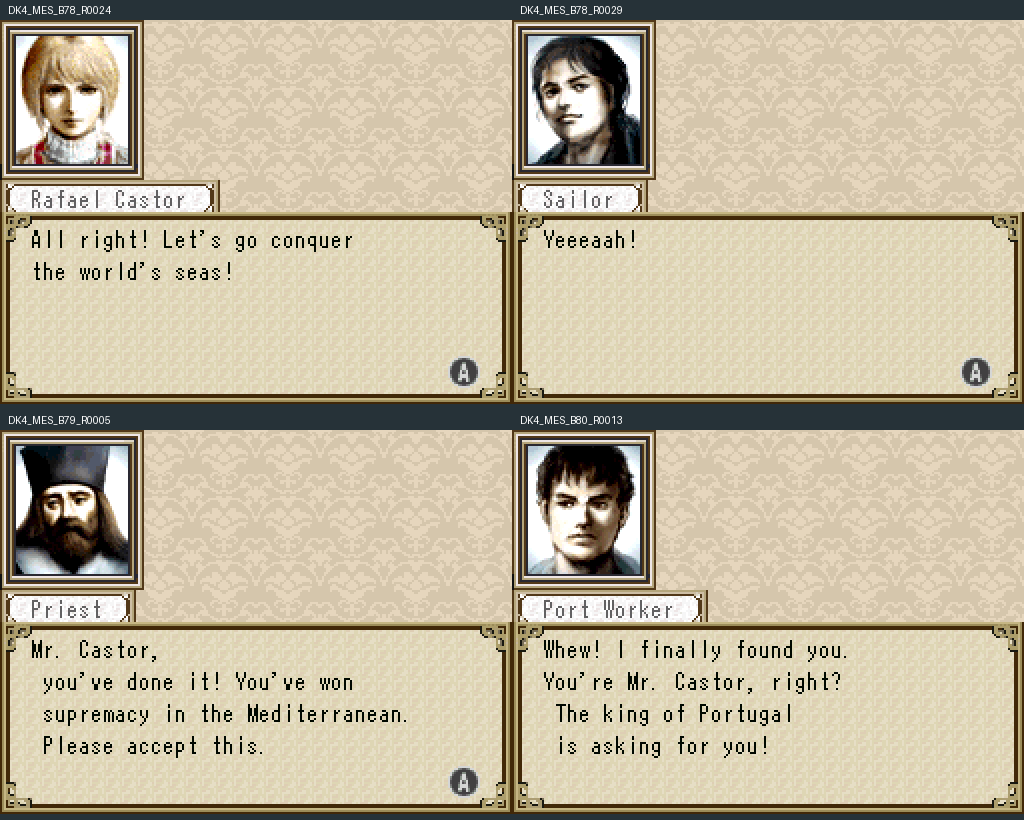 DK4_MES_B78_R0024
Rafael Castor
All right! Let's go conquer
the world's seas!
A
DK4_MES_B78_R0029
Sailor
Yeeeaah!
A
DK4_MES_B79_R0005
Priest
Mr. Castor,
you've done it! You've won
supremacy in the Mediterranean.
Please accept this.
A
DK4_MES_B80_R0013
Port Worker
Whew! I finally found you.
You're Mr. Castor, right?
The king of Portugal
is asking for you!